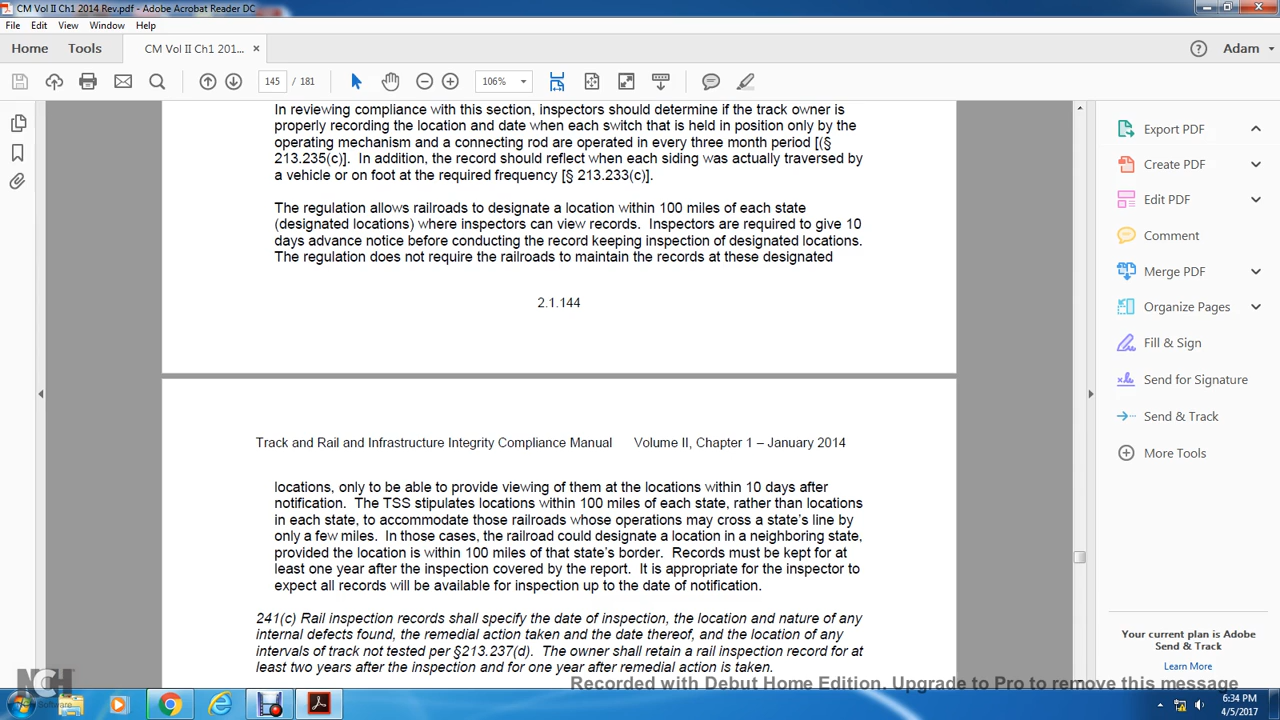 CM Vol II Ch1 2014 Rev.pdf - Adobe Acrobat Reader DC
File Edit View Window Help
Home Tools CM Vol II Ch1 201... × Adam
145 / 181 106%
In reviewing compliance with this section, inspectors should determine if the track owner is
properly recording the location and date when each switch that is held in position only by the
operating mechanism and a connecting rod are operated in every three month period [(§
213.235(c)]. In addition, the record should reflect when each siding was actually traversed by
a vehicle or on foot at the required frequency [§ 213.233(c)].
The regulation allows railroads to designate a location within 100 miles of each state
(designated locations) where inspectors can view records. Inspectors are required to give 10
days advance notice before conducting the record keeping inspection of designated locations.
The regulation does not require the railroads to maintain the records at these designated
2.1.144
Track and Rail and Infrastructure Integrity Compliance Manual Volume II, Chapter 1 – January 2014
locations, only to be able to provide viewing of them at the locations within 10 days after
notification. The TSS stipulates locations within 100 miles of each state, rather than locations
in each state, to accommodate those railroads whose operations may cross a state's line by
only a few miles. In those cases, the railroad could designate a location in a neighboring state,
provided the location is within 100 miles of that state's border. Records must be kept for at
least one year after the inspection covered by the report. It is appropriate for the inspector to
expect all records will be available for inspection up to the date of notification.
241(c) Rail inspection records shall specify the date of inspection, the location and nature of any
internal defects found, the remedial action taken and the date thereof, and the location of any
intervals of track not tested per §213.237(d). The owner shall retain a rail inspection record for at
least two years after the inspection and for one year after remedial action is taken.
Export PDF
Create PDF
Edit PDF
Comment
Merge PDF
Organize Pages
Fill & Sign
Send for Signature
Send & Track
More Tools
Your current plan is Adobe
Send & Track
Learn More
NCH
Software
Recorded with Debut Home Edition. Upgrade to Pro to remove this message
6:34 PM
4/5/2017